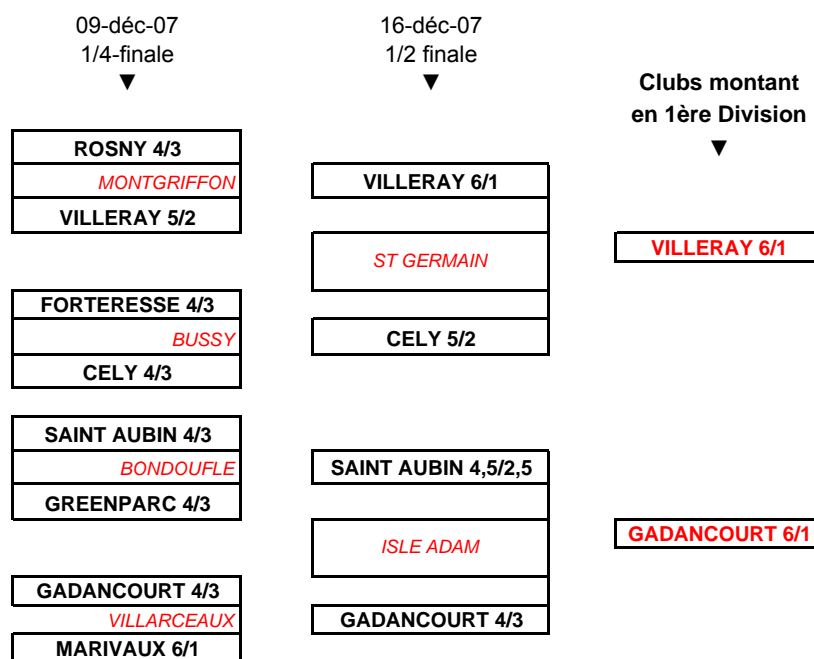 09-déc-07
1/4-finale
▼
ROSNY 4/3
MONTGRIFFON
VILLERAY 5/2
FORTERESSE 4/3
BUSSY
CELY 4/3
SAINT AUBIN 4/3
BONDOUFLE
GREENPARC 4/3
GADANCOURT 4/3
VILLARCEAUX
MARIVAUX 6/1
16-déc-07
1/2 finale
▼
VILLERAY 6/1
ST GERMAIN
CELY 5/2
SAINT AUBIN 4,5/2,5
ISLE ADAM
GADANCOURT 4/3
Clubs montant
en 1ère Division
▼
VILLERAY 6/1
GADANCOURT 6/1